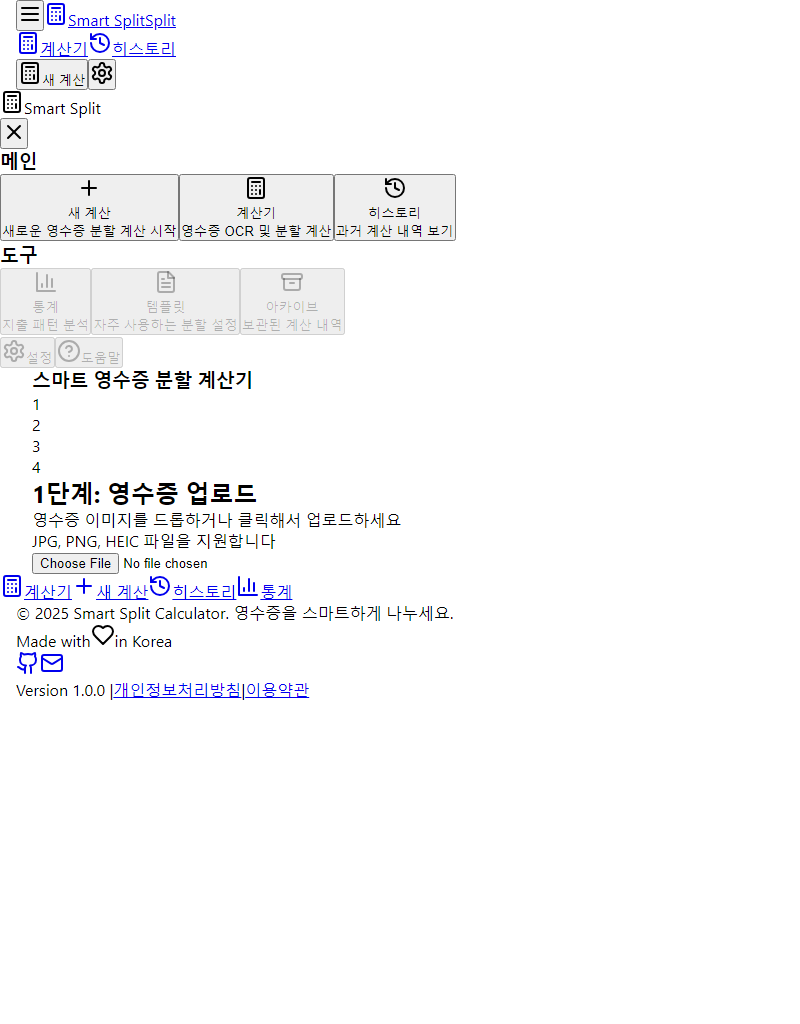 Smart SplitSplit
계산기 히스토리
새 계산
Smart Split
메인
새 계산 계산기 히스토리
새로운 영수증 분할 계산 시작 영수증 OCR 및 분할 계산 과거 계산 내역 보기
도구
통계 템플릿 아카이브
지출 패턴 분석 자주 사용하는 분할 설정 보관된 계산 내역
설정 도움말
스마트 영수증 분할 계산기
1
2
3
4
1단계: 영수증 업로드
영수증 이미지를 드롭하거나 클릭해서 업로드하세요
JPG, PNG, HEIC 파일을 지원합니다
Choose File No file chosen
계산기 새 계산 히스토리 통계
© 2025 Smart Split Calculator. 영수증을 스마트하게 나누세요.
Made with in Korea
Version 1.0.0 |개인정보처리방침|이용약관